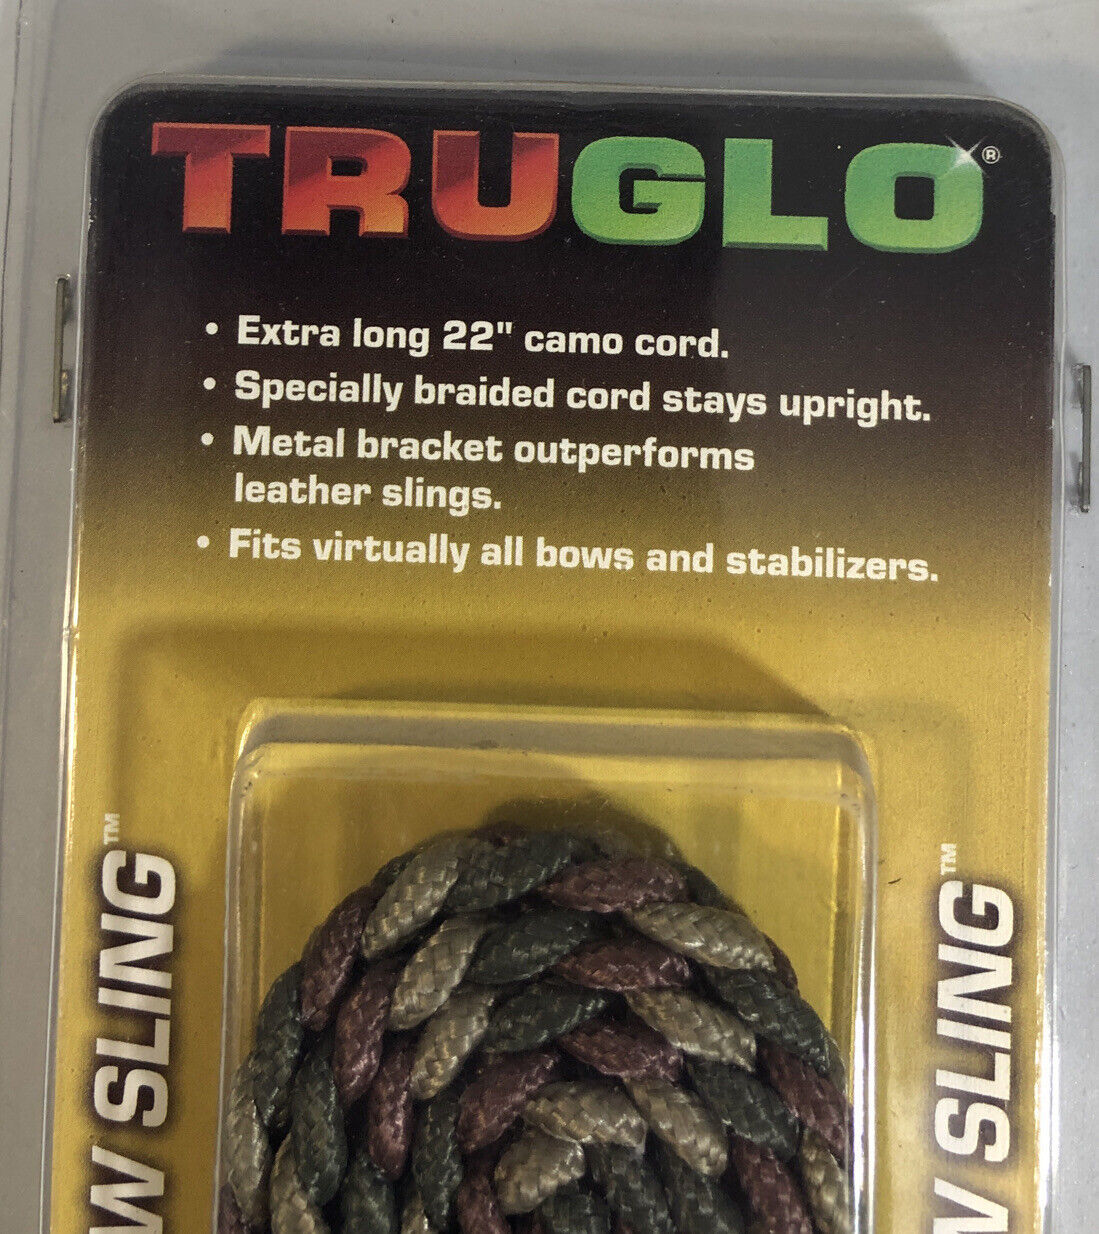 TRUGLO®
• Extra long 22" camo cord.
• Specially braided cord stays upright.
• Metal bracket outperforms
leather slings.
• Fits virtually all bows and stabilizers.
W SLING™
W SLING™